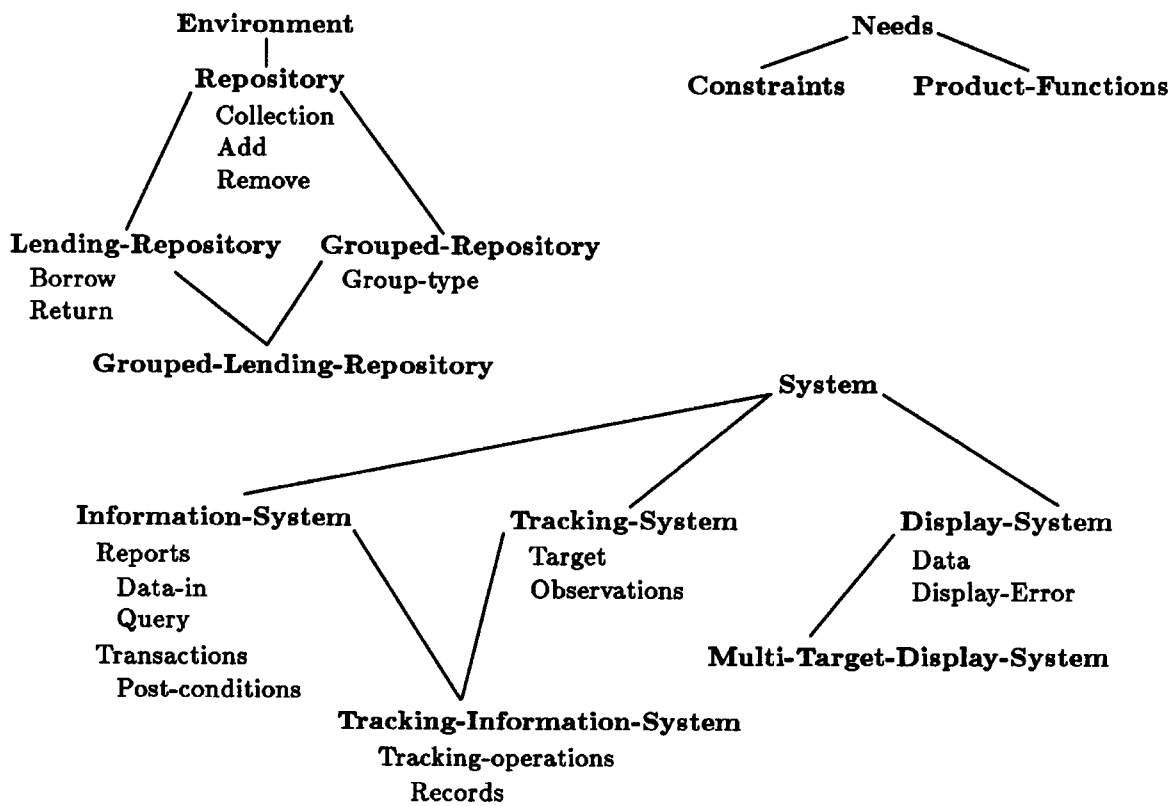 Environment
Needs
Repository
Constraints
Product-Functions
Collection
Add
Remove
Lending-Repository
Grouped-Repository
Borrow
Group-type
Return
Grouped-Lending-Repository
System
Information-System
Tracking-System
Display-System
Reports
Target
Data
Data-in
Observations
Display-Error
Query
Transactions
Multi-Target-Display-System
Post-conditions
Tracking-Information-System
Tracking-operations
Records